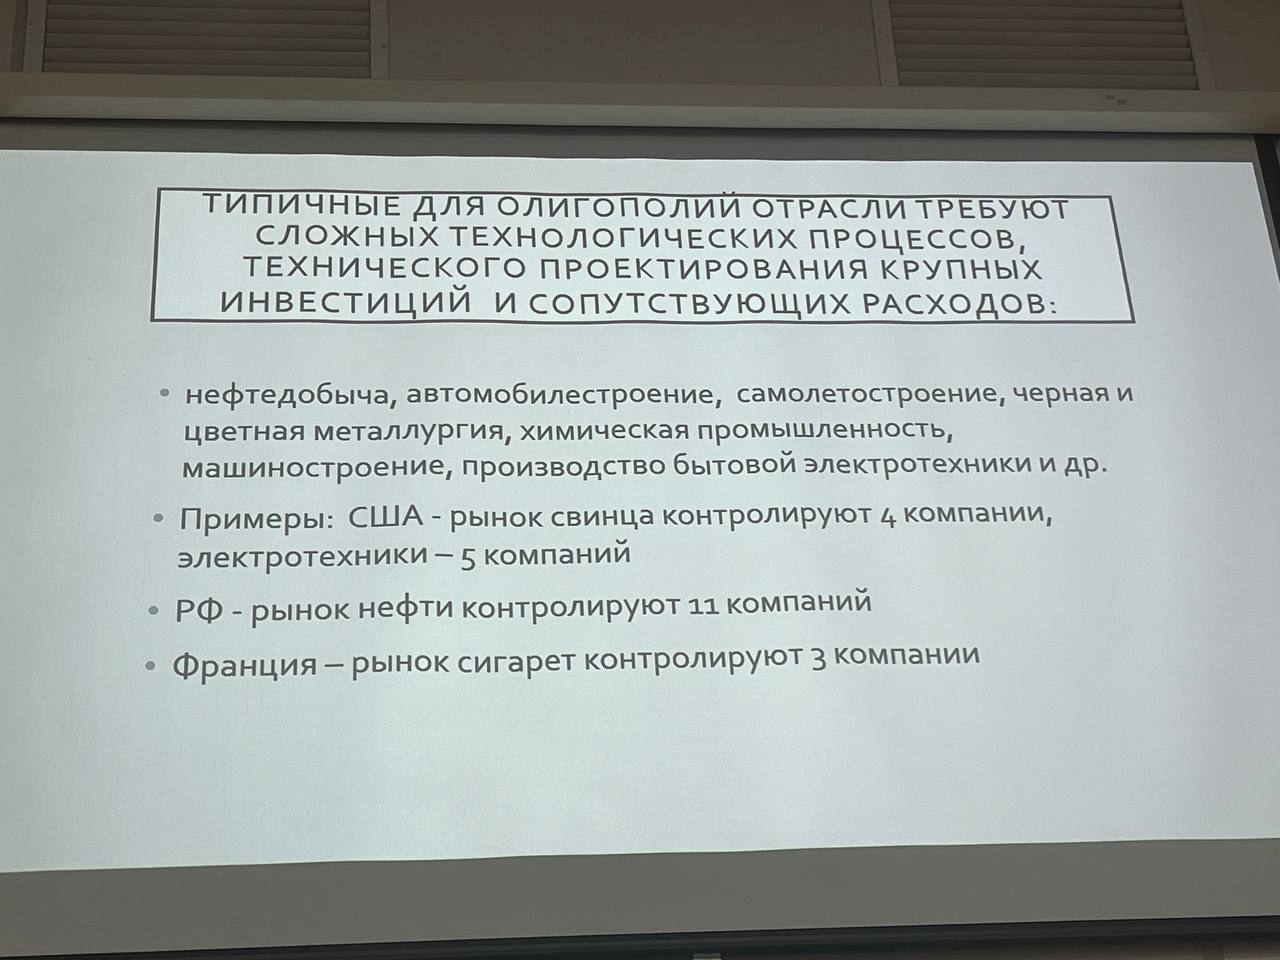 ТИПИЧНЫЕ ДЛЯ ОЛИГОПОЛИЙ ОТРАСЛИ ТРЕБУЮТ
СЛОЖНЫХ ТЕХНОЛОГИЧЕСКИХ ПРОЦЕССОВ,
ТЕХНИЧЕСКОГО ПРОЕКТИРОВАНИЯ КРУПНЫХ
ИНВЕСТИЦИЙ И СОПУТСТВУЮЩИХ РАСХОДОВ:
• нефтедобыча, автомобилестроение, самолетостроение, черная и
цветная металлургия, химическая промышленность,
машиностроение, производство бытовой электротехники и др.
• Примеры: США - рынок свинца контролируют 4 компании,
электротехники – 5 компаний
• РФ - рынок нефти контролируют 11 компаний
• Франция – рынок сигарет контролируют 3 компании